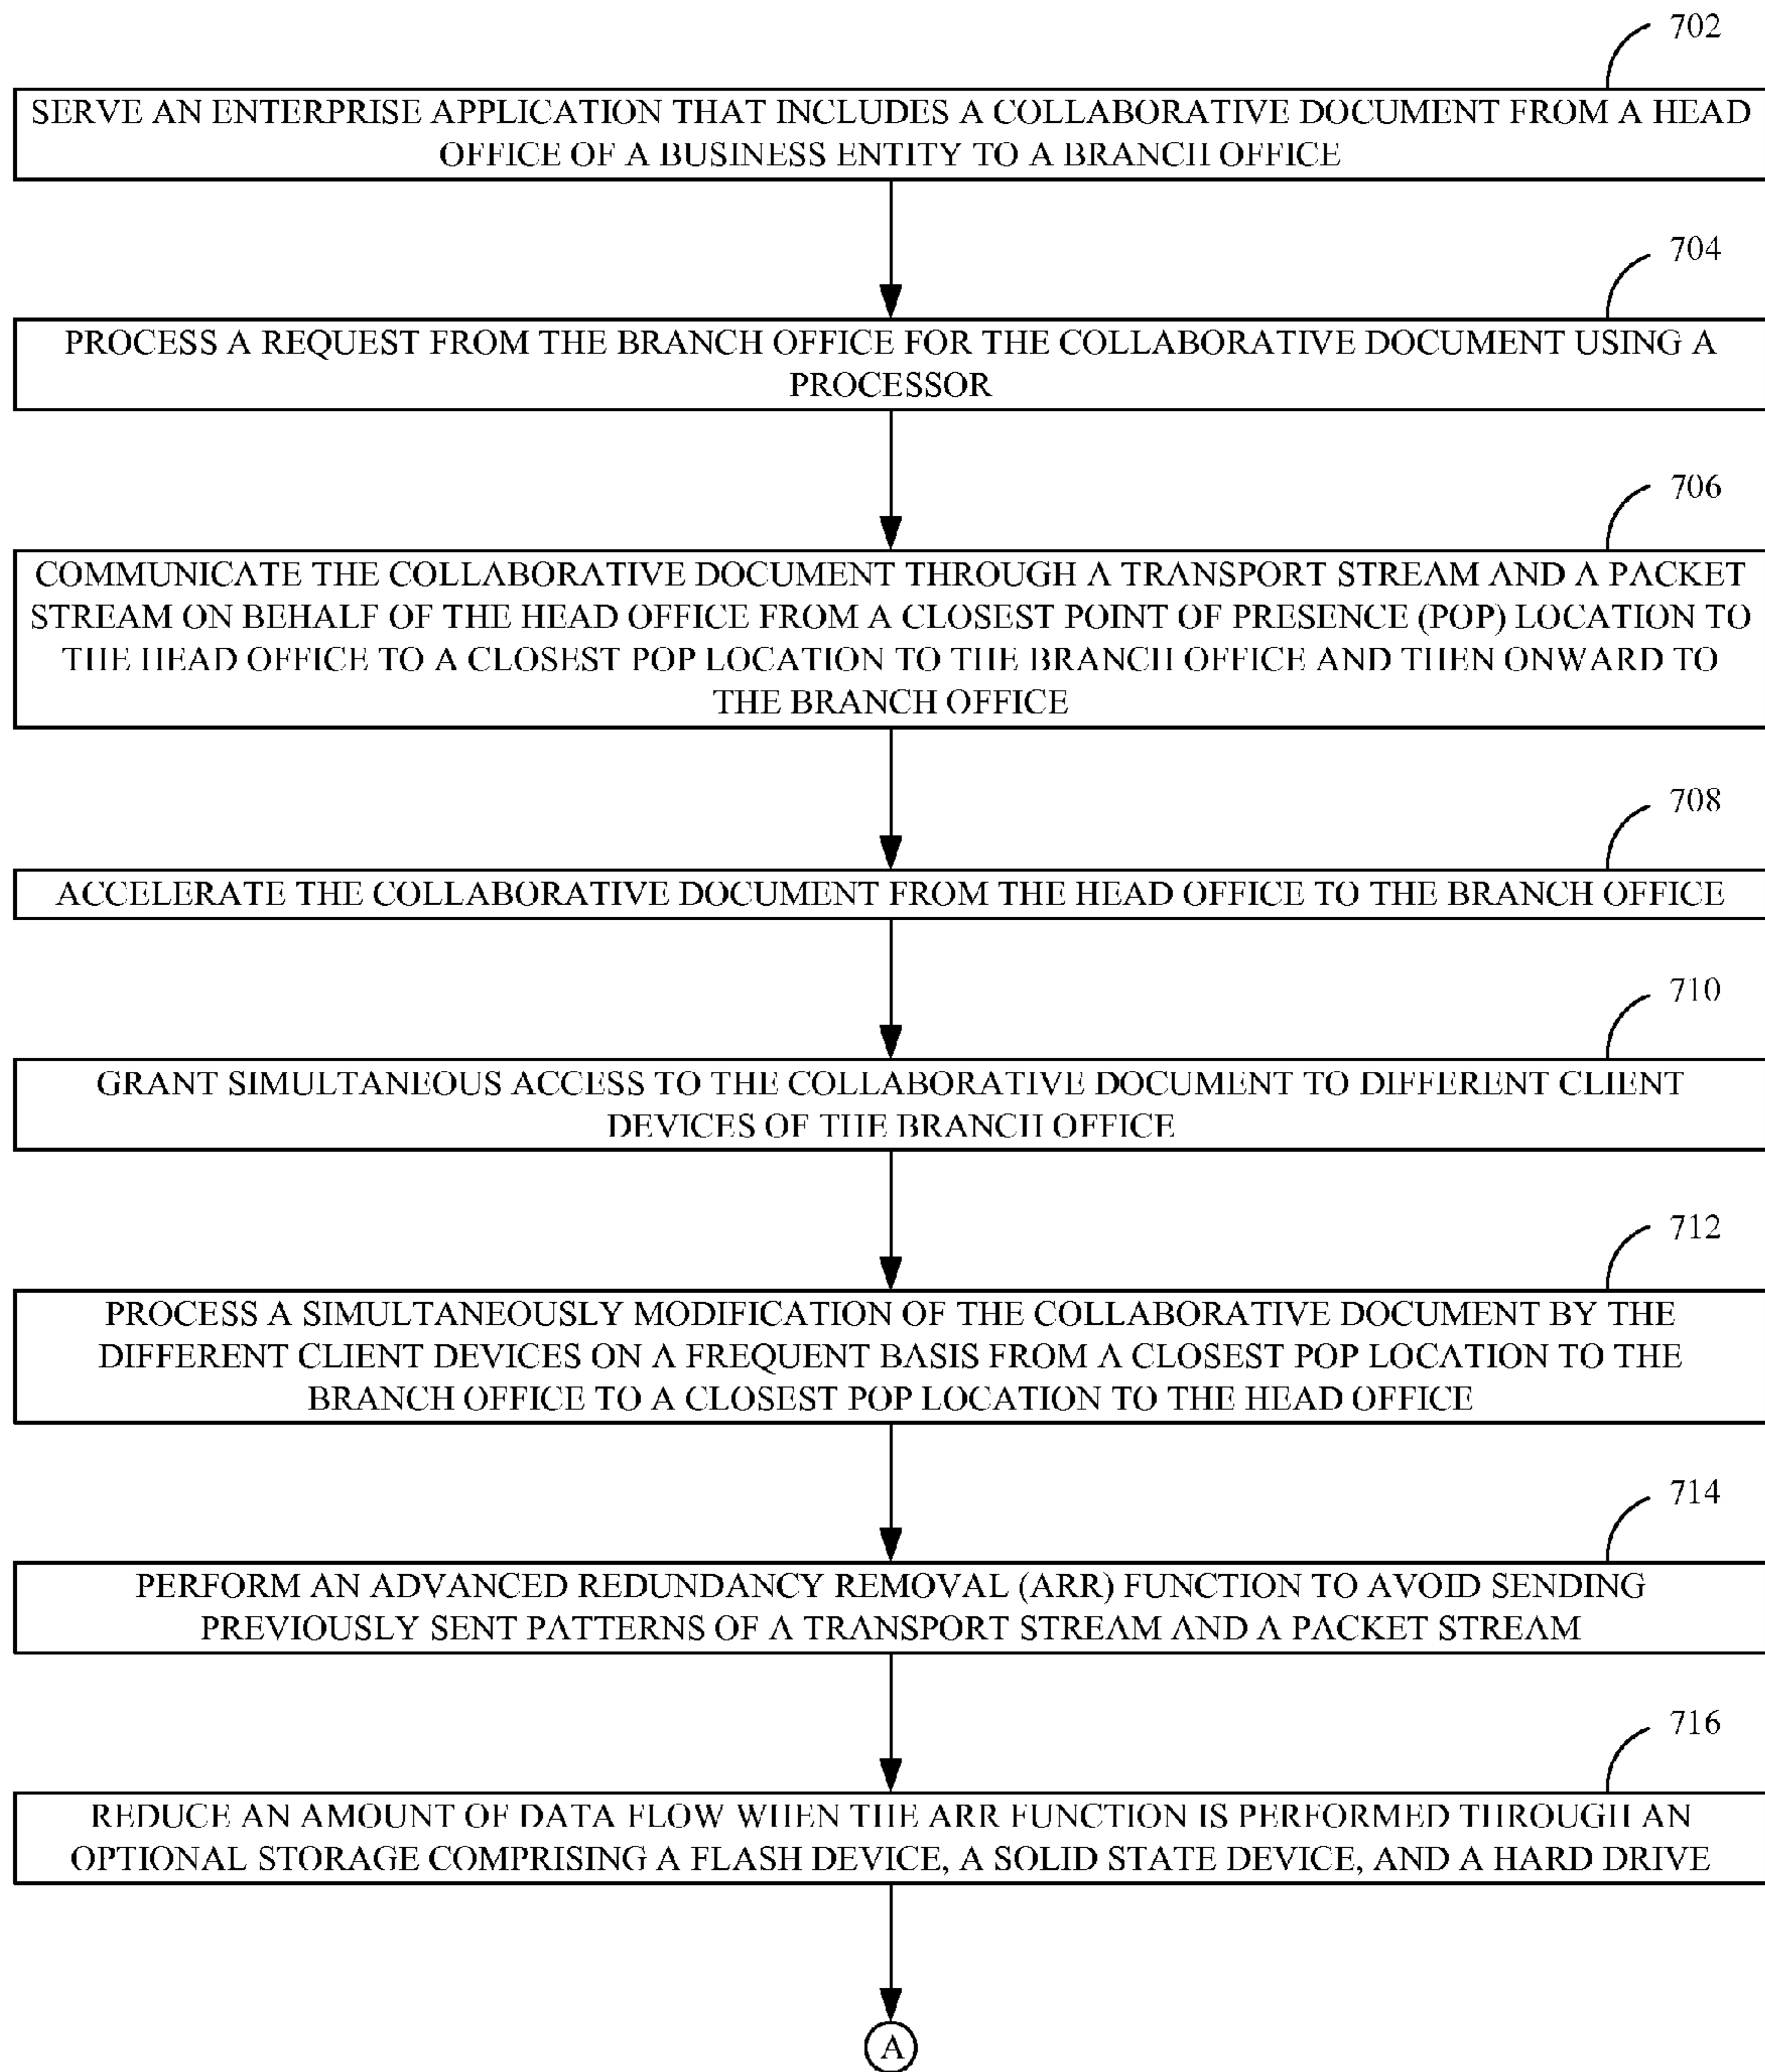 702
SERVE AN ENTERPRISE APPLICATION THAT INCLUDES A COLLABORATIVE DOCUMENT FROM A HEAD
OFFICE OF A BUSINESS ENTITY TO A BRANCH OFFICE
704
PROCESS A REQUEST FROM THE BRANCH OFFICE FOR THE COLLABORATIVE DOCUMENT USING A
PROCESSOR
706
COMMUNICATE THE COLLABORATIVE DOCUMENT THROUGH A TRANSPORT STREAM AND A PACKET
STREAM ON BEHALF OF THE HEAD OFFICE FROM A CLOSEST POINT OF PRESENCE (POP) LOCATION TO
THE HEAD OFFICE TO A CLOSEST POP LOCATION TO THE BRANCH OFFICE AND THEN ONWARD TO
THE BRANCH OFFICE
708
ACCELERATE THE COLLABORATIVE DOCUMENT FROM THE HEAD OFFICE TO THE BRANCH OFFICE
710
GRANT SIMULTANEOUS ACCESS TO THE COLLABORATIVE DOCUMENT TO DIFFERENT CLIENT
DEVICES OF THE BRANCH OFFICE
712
PROCESS A SIMULTANEOUSLY MODIFICATION OF THE COLLABORATIVE DOCUMENT BY THE
DIFFERENT CLIENT DEVICES ON A FREQUENT BASIS FROM A CLOSEST POP LOCATION TO THE
BRANCH OFFICE TO A CLOSEST POP LOCATION TO THE HEAD OFFICE
714
PERFORM AN ADVANCED REDUNDANCY REMOVAL (ARR) FUNCTION TO AVOID SENDING
PREVIOUSLY SENT PATTERNS OF A TRANSPORT STREAM AND A PACKET STREAM
716
REDUCE AN AMOUNT OF DATA FLOW WHEN THE ARR FUNCTION IS PERFORMED THROUGH AN
OPTIONAL STORAGE COMPRISING A FLASH DEVICE, A SOLID STATE DEVICE, AND A HARD DRIVE
A